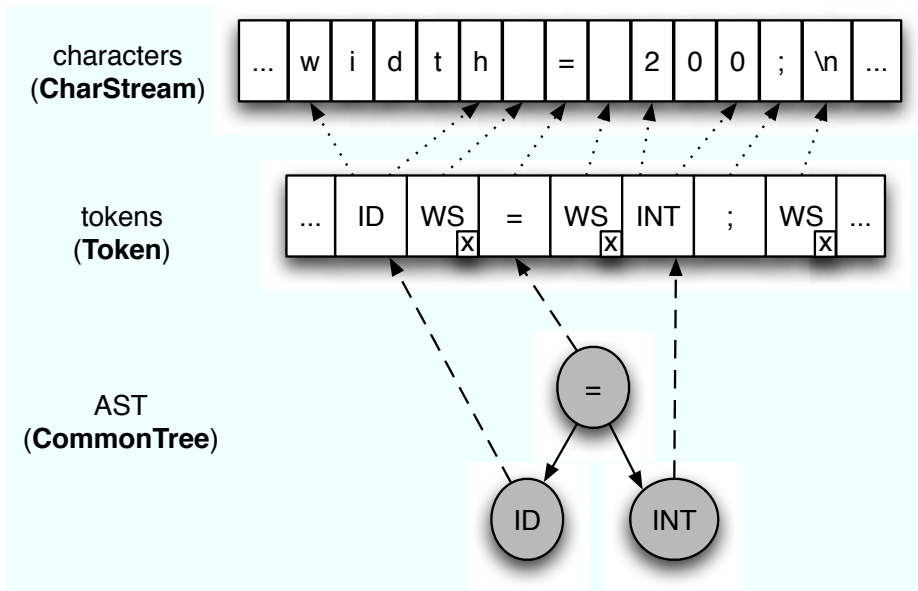 characters
(CharStream)
... w i d t h = 2 0 0 ; \n ...
tokens
(Token)
... ID WS X = WS X INT ; WS X ...
AST
(CommonTree)
=
ID INT